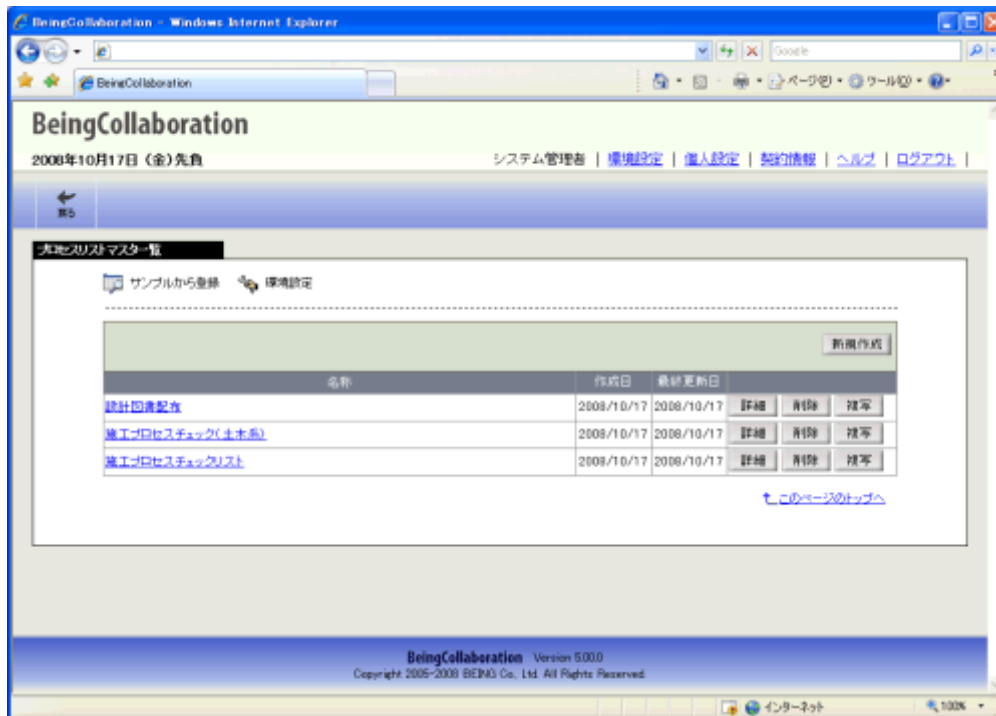 BeingCollaboration - Windows Internet Explorer
Google
BeingCollaboration
ページ(P) ツール(O)
BeingCollaboration
2008年10月17日（金）先負
システム管理者 | 環境設定 | 個人設定 | 契約情報 | ヘルプ | ログアウト |
戻る
プロセスリストマスター覧
サンプルから登録 環境設定
新規作成
名称 作成日 最終更新日
設計図書配布 2008/10/17 2008/10/17 詳細 削除 複写
施工プロセスチェック(土木系) 2008/10/17 2008/10/17 詳細 削除 複写
施工プロセスチェックリスト 2008/10/17 2008/10/17 詳細 削除 複写
このページのトップへ
BeingCollaboration Version 5.00.0
Copyright 2005-2008 BEING Co., Ltd. All Rights Reserved.
インターネット 100%